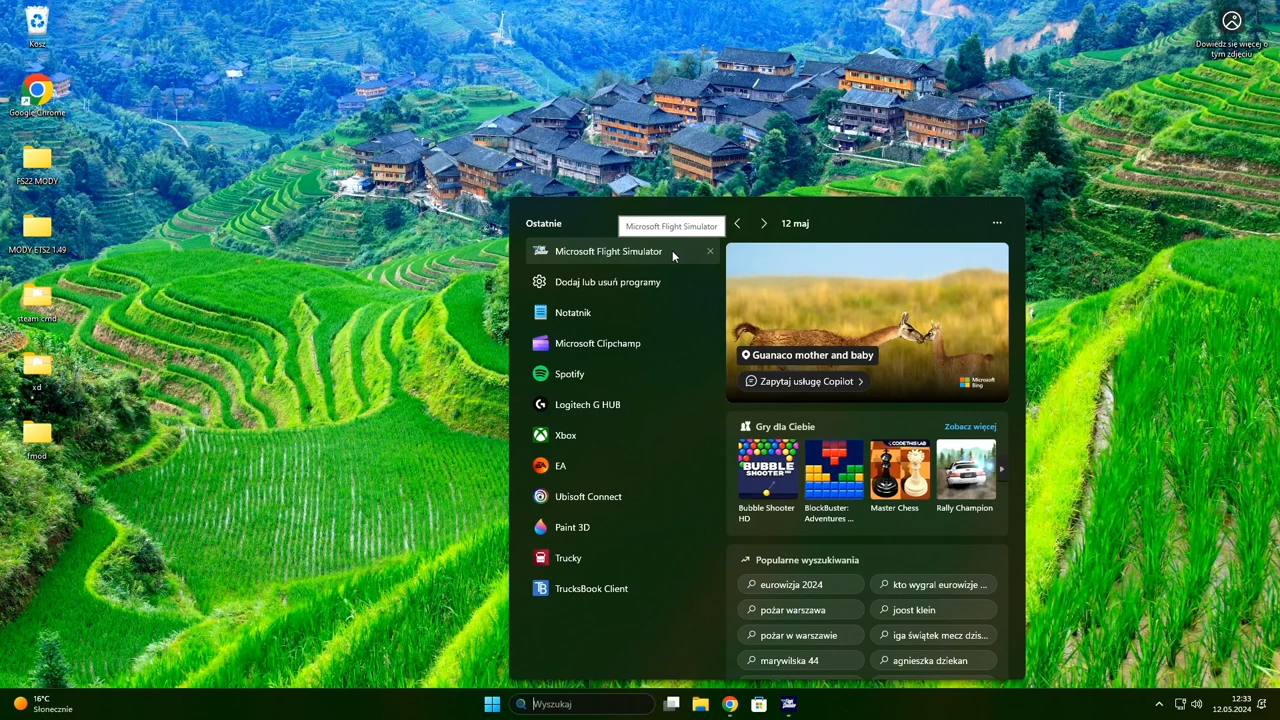 Kosz
Google Chrome
FS22 MODY
MODY ETS2 1.49
steam cmd
xd
fmod
Dowiedz się więcej o
tym zdjęciu
Ostatnie
Microsoft Flight Simulator
12 maj
Microsoft Flight Simulator
Dodaj lub usuń programy
Notatnik
Microsoft Clipchamp
Spotify
Logitech G HUB
Xbox
EA
Ubisoft Connect
Paint 3D
Trucky
TrucksBook Client
Guanaco mother and baby
Zapytaj usługę Copilot
Microsoft
Bing
Gry dla Ciebie
Zobacz więcej
BUBBLE
SHOOTER
HD
CODETHISLAB
Bubble Shooter
HD
BlockBuster:
Adventures ...
Master Chess
Rally Champion
Popularne wyszukiwania
eurowizja 2024
kto wygrał eurowizje ...
pożar warszawa
joost klein
pożar w warszawie
iga świątek mecz dzis...
marywilska 44
agnieszka dziekan
16°C
Słonecznie
Wyszukaj
12:33
12.05.2024